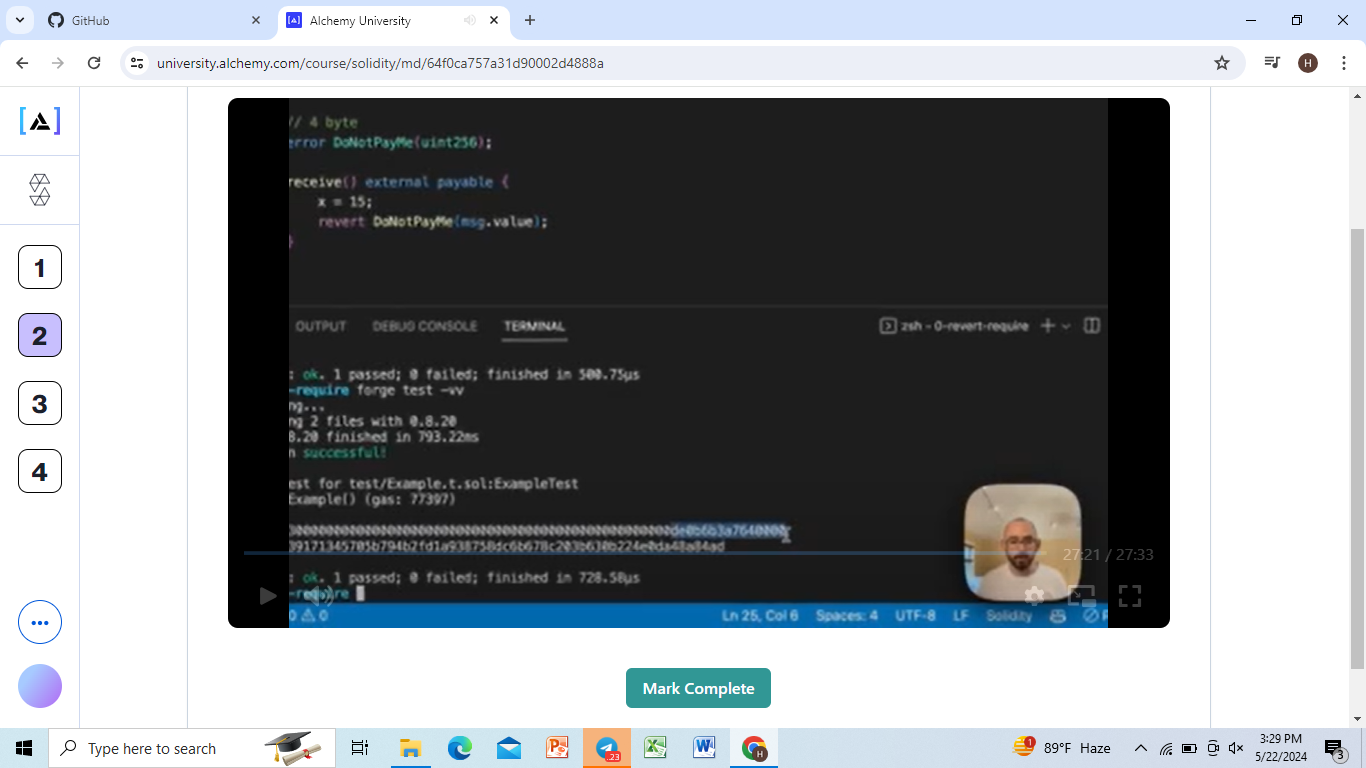 GitHub
Alchemy University
university.alchemy.com/course/solidity/md/64f0ca757a31d90002d4888a
H
1
2
3
4
// 4 byte
error DoNotPayMe(uint256);
receive() external payable {
x = 15;
revert DoNotPayMe(msg.value);
}
OUTPUT DEBUG CONSOLE TERMINAL
zsh - 0-revert-require
: ok. 1 passed; 0 failed; finished in 500.75µs
-require forge test -vv
ng...
ng 2 files with 0.8.20
8.20 finished in 793.22ms
n successful!
est for test/Example.t.sol:ExampleTest
Example() (gas: 77397)
27:21 / 27:33
: ok. 1 passed; 0 failed; finished in 728.58µs
-require
0 0
Ln 25, Col 6 Spaces: 4 UTF-8 LF Solidity
Mark Complete
Type here to search
23
H
1
89°F Haze
3:29 PM
5/22/2024
3